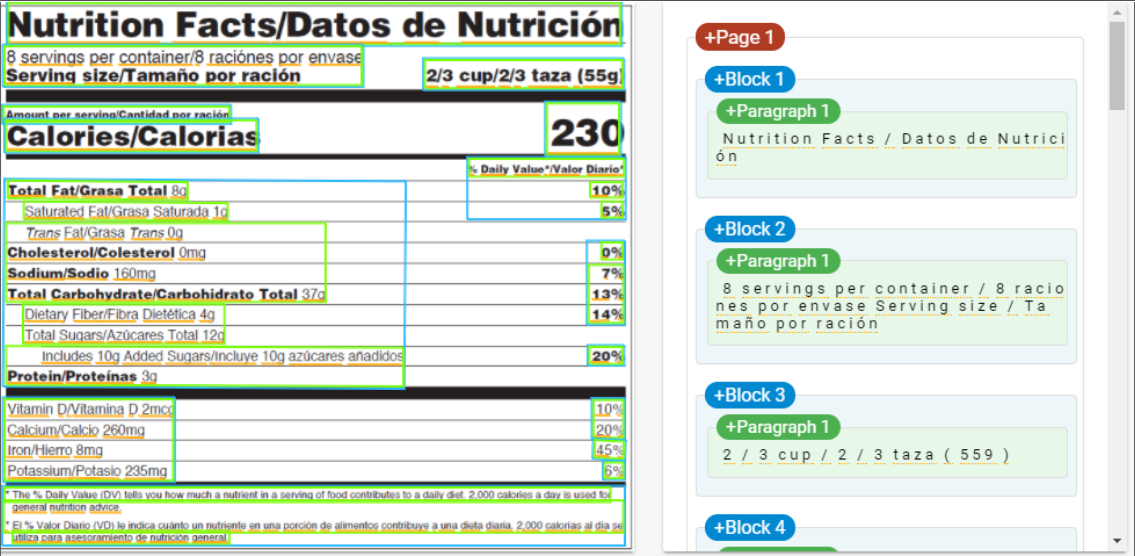 Nutrition Facts/Datos de Nutrición
8 servings per container/8 raciónes por envase
Serving size/Tamaño por ración 2/3 cup/2/3 taza (55g)
Amount per serving/Cantidad por ración
Calories/Calorias 230
% Daily Value*/Valor Diario*
Total Fat/Grasa Total 8g 10%
Saturated Fat/Grasa Saturada 1g 5%
Trans Fat/Grasa Trans 0g
Cholesterol/Colesterol 0mg 0%
Sodium/Sodio 160mg 7%
Total Carbohydrate/Carbohidrato Total 37g 13%
Dietary Fiber/Fibra Dietética 4g 14%
Total Sugars/Azúcares Total 12g
Includes 10g Added Sugars/Incluye 10g azúcares añadidos 20%
Protein/Proteínas 3g
Vitamin D/Vitamina D 2mcg 10%
Calcium/Calcio 260mg 20%
Iron/Hierro 8mg 45%
Potassium/Potasio 235mg 6%
* The % Daily Value (DV) tells you how much a nutrient in a serving of food contributes to a daily diet. 2,000 calories a day is used for
general nutrition advice.
* El % Valor Diario (VD) le indica cuánto un nutriente en una porción de alimentos contribuye a una dieta diaria. 2,000 calorías al día se
utiliza para asesoramiento de nutrición general.
+Page 1
+Block 1
+Paragraph 1
Nutrition Facts / Datos de Nutrici
ón
+Block 2
+Paragraph 1
8 servings per container / 8 racio
nes por envase Serving size / Ta
maño por ración
+Block 3
+Paragraph 1
2 / 3 cup / 2 / 3 taza ( 559 )
+Block 4